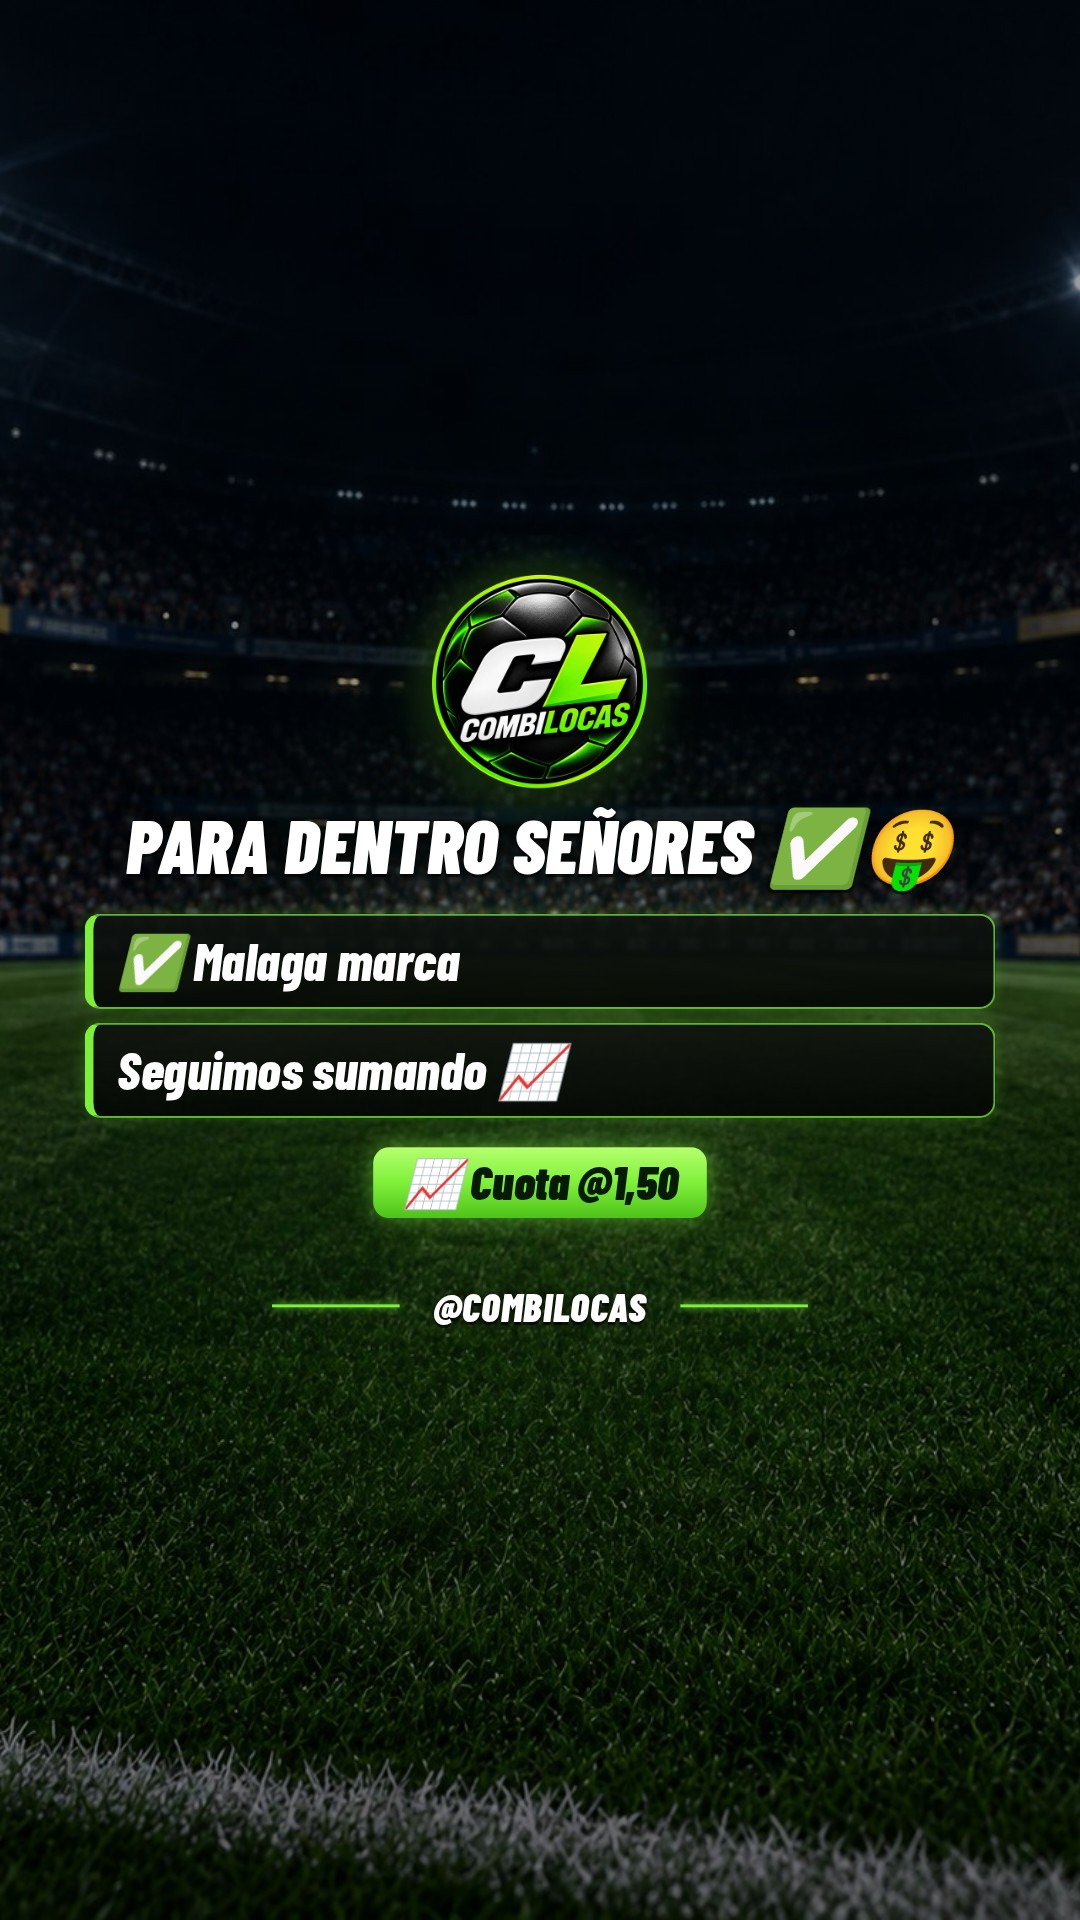 CL
COMBILOCAS
PARA DENTRO SEÑORES ✅🤑
✅Malaga marca
Seguimos sumando 📈
📈Cuota @1,50
@COMBILOCAS